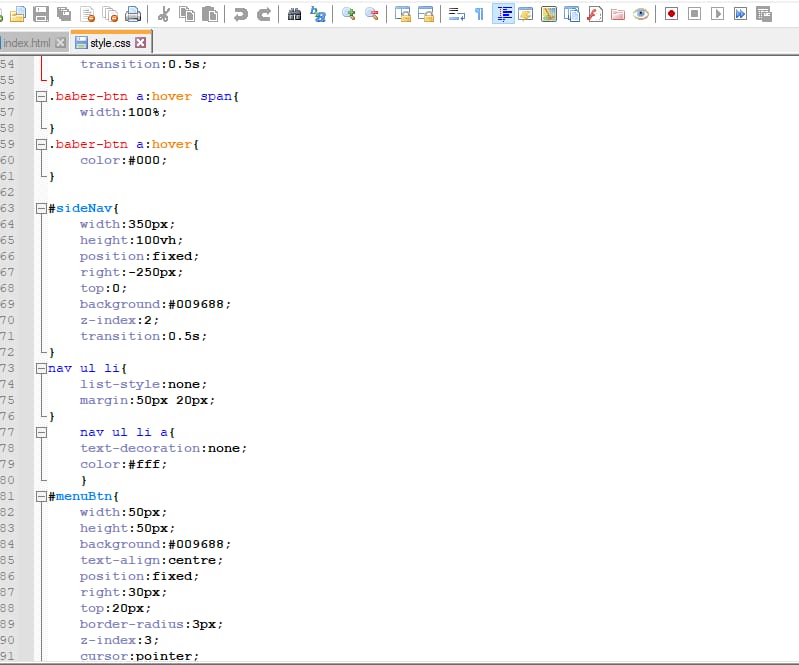 index.html style.css
54 transition:0.5s;
55 }
56 .baber-btn a:hover span{
57 width:100%;
58 }
59 .baber-btn a:hover{
60 color:#000;
61 }
62
63 #sideNav{
64 width:350px;
65 height:100vh;
66 position:fixed;
67 right:-250px;
68 top:0;
69 background:#009688;
70 z-index:2;
71 transition:0.5s;
72 }
73 nav ul li{
74 list-style:none;
75 margin:50px 20px;
76 }
77 nav ul li a{
78 text-decoration:none;
79 color:#fff;
80 }
81 #menuBtn{
82 width:50px;
83 height:50px;
84 background:#009688;
85 text-align:centre;
86 position:fixed;
87 right:30px;
88 top:20px;
89 border-radius:3px;
90 z-index:3;
91 cursor:pointer;